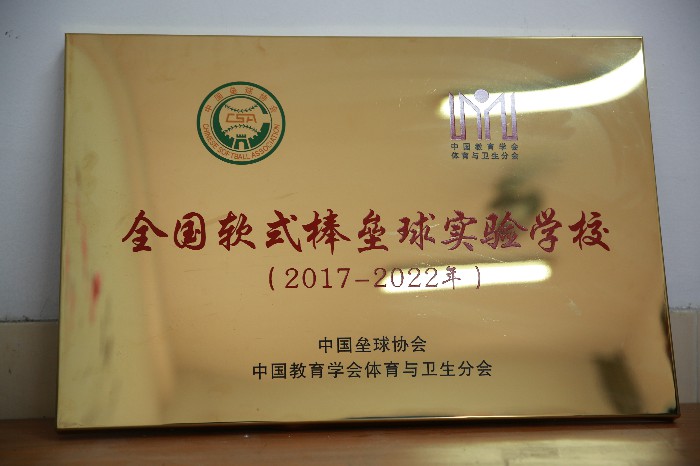 中国垒球协会
CSA
CHINESE SOFTBALL ASSOCIATION
中国教育学会
体育与卫生分会
全国软式棒垒球实验学校
(2017-2022年)
中国垒球协会
中国教育学会体育与卫生分会